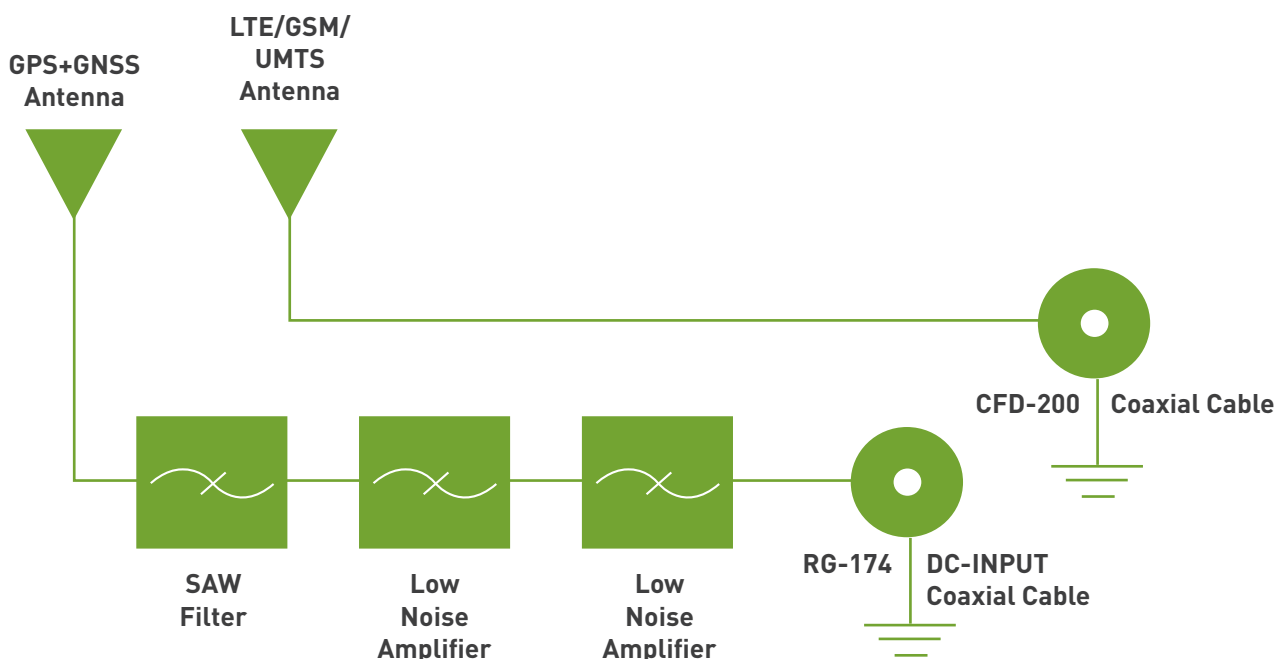 LTE/GSM/
UMTS
Antenna
GPS+GNSS
Antenna
CFD-200 Coaxial Cable
RG-174 DC-INPUT
Coaxial Cable
SAW
Filter
Low
Noise
Amplifier
Low
Noise
Amplifier